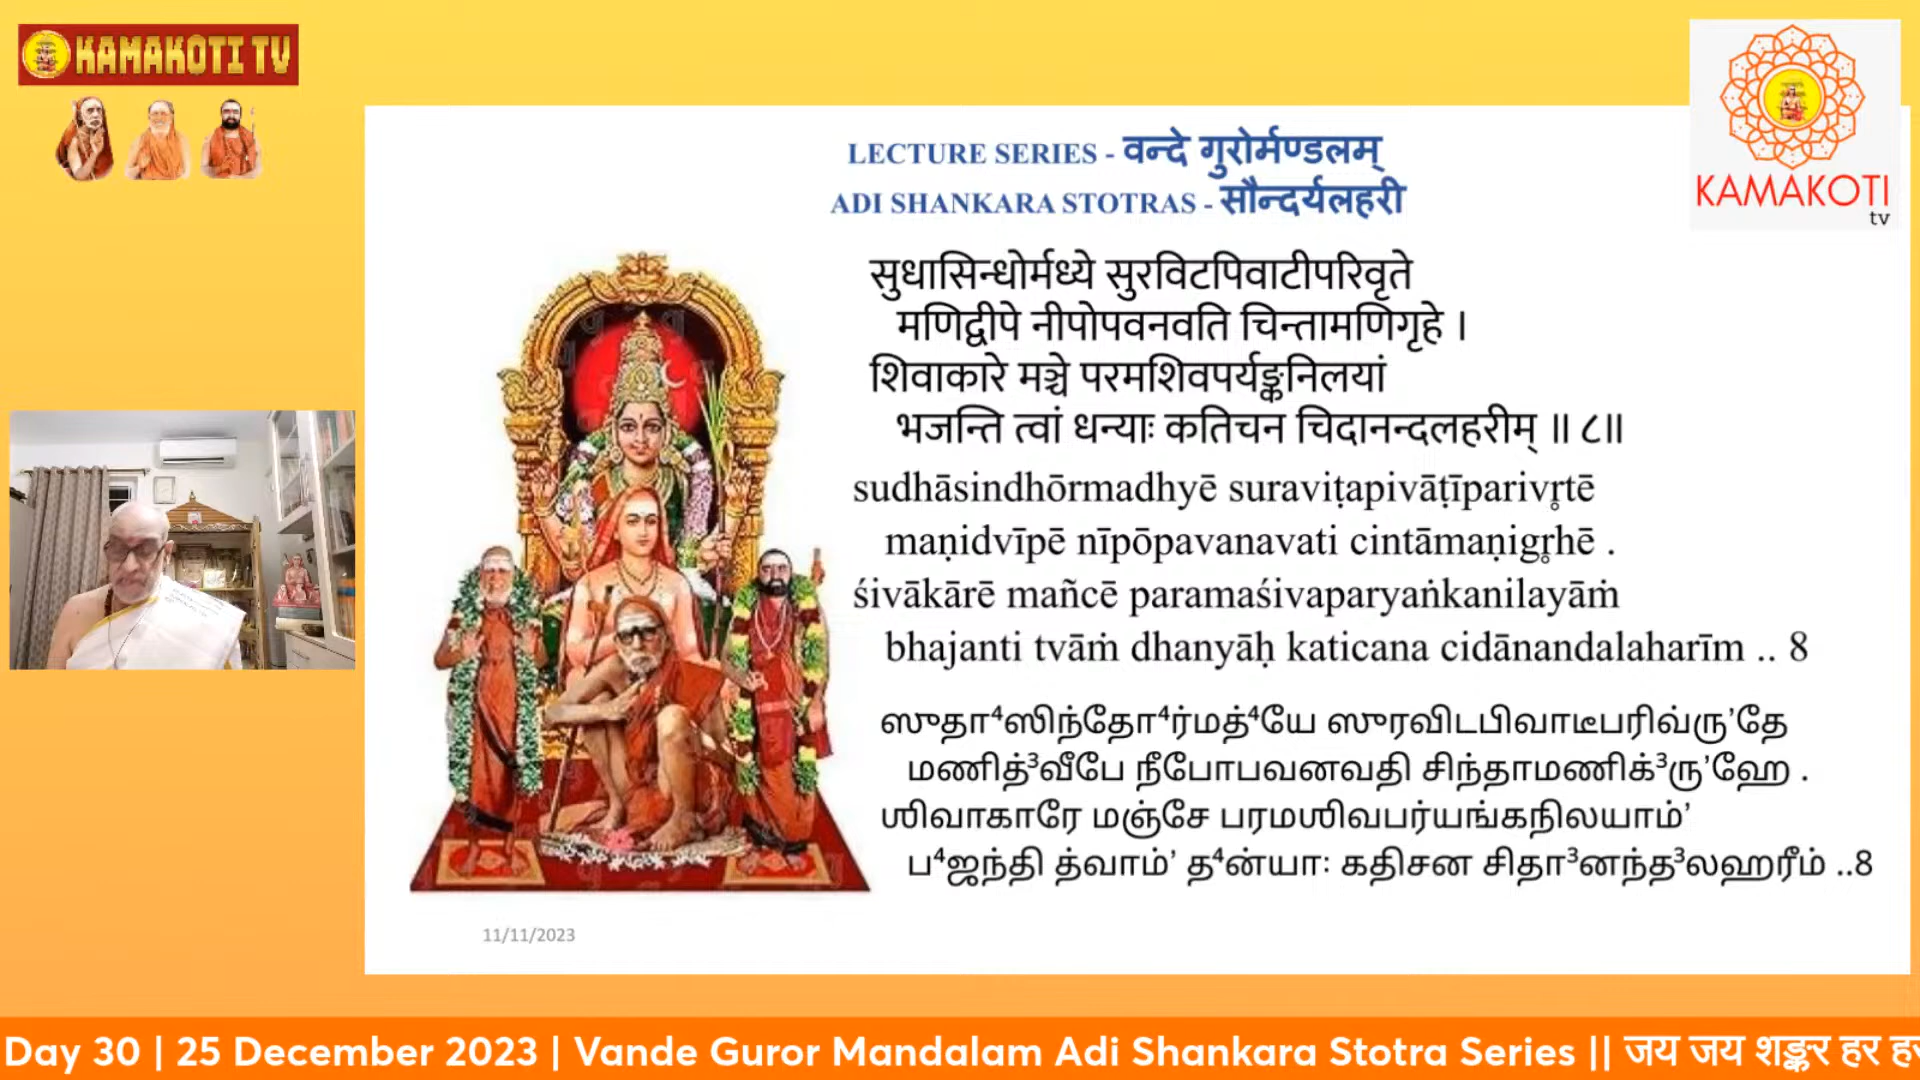 KAMAKOTI TV
KAMAKOTI
tv
LECTURE SERIES - वन्दे गुरोर्मण्डलम्
ADI SHANKARA STOTRAS - सौन्दर्यलहरी
सुधासिन्धोर्मध्ये सुरविटपिवाटीपरिवृते
मणिद्वीपे नीपोपवनवति चिन्तामणिगृहे ।
शिवाकारे मञ्चे परमशिवपर्यङ्कनिलयां
भजन्ति त्वां धन्याः कतिचन चिदानन्दलहरीम् ॥ ८॥
sudhāsindhōrmadhyē suraviṭapivāṭīparivr̥tē
maṇidvīpē nīpōpavanavati cintāmaṇigr̥hē .
śivākārē mañcē paramaśivaparyaṅkanilayāṁ
bhajanti tvāṁ dhanyāḥ katicana cidānandalaharīm .. 8
ஸுதா⁴ஸிந்தோ⁴ர்மத்⁴யே ஸுரவிடபிவாடீபரிவ்ரு’தே
மணித்³வீபே நீபோபவனவதி சிந்தாமணிக்³ரு’ஹே .
ஶிவாகாரே மஞ்சே பரமஶிவபர்யங்கநிலயாம்’
ப⁴ஜந்தி த்வாம்’ த⁴ன்யா꞉ கதிசன சிதா³னந்த³லஹரீம் ..8
11/11/2023
Day 30 | 25 December 2023 | Vande Guror Mandalam Adi Shankara Stotra Series || जय जय शङ्कर हर